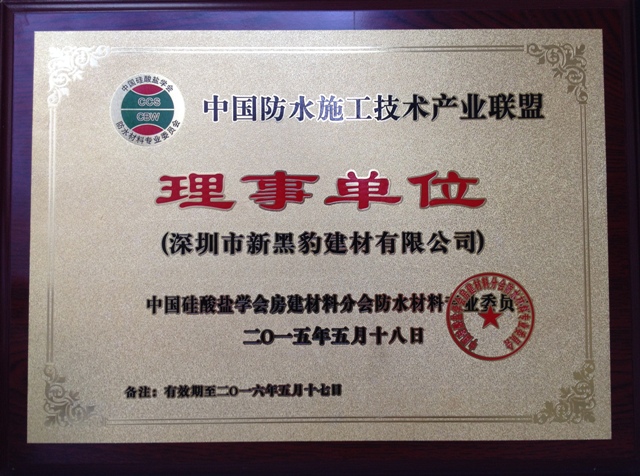 中国硅酸盐学会
CCS
CBW
防水材料专业委员会
中国防水施工技术产业联盟
理事单位
(深圳市新黑豹建材有限公司)
中国硅酸盐学会房建材料分会防水材料专业委员
二〇一五年五月十八日
备注：有效期至二〇一六年五月十七日